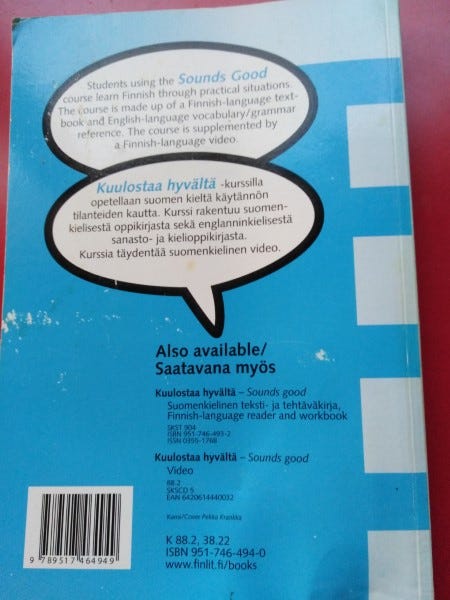 Students using the Sounds Good
course learn Finnish through practical situations.
The course is made up of a Finnish-language text-
book and English-language vocabulary/grammar
reference. The course is supplemented by
a Finnish-language video.
Kuulostaa hyvältä -kurssilla
opetellaan suomen kieltä käytännön
tilanteiden kautta. Kurssi rakentuu suomen-
kielisestä oppikirjasta sekä englanninkielisestä
sanasto- ja kielioppikirjasta.
Kurssia täydentää suomenkielinen video.
Also available/
Saatavana myös
Kuulostaa hyvältä – Sounds good
Suomenkielinen teksti- ja tehtäväkirja,
Finnish-language reader and workbook
SKST 904
ISBN 951-746-493-2
ISSN 0355-1768
Kuulostaa hyvältä – Sounds good
Video
88.2
SKSCD 5
EAN 6420614440032
Kansi/Cover Pekka Krankka
K 88.2, 38.22
ISBN 951-746-494-0
www.finlit.fi/books
9 789517 464949